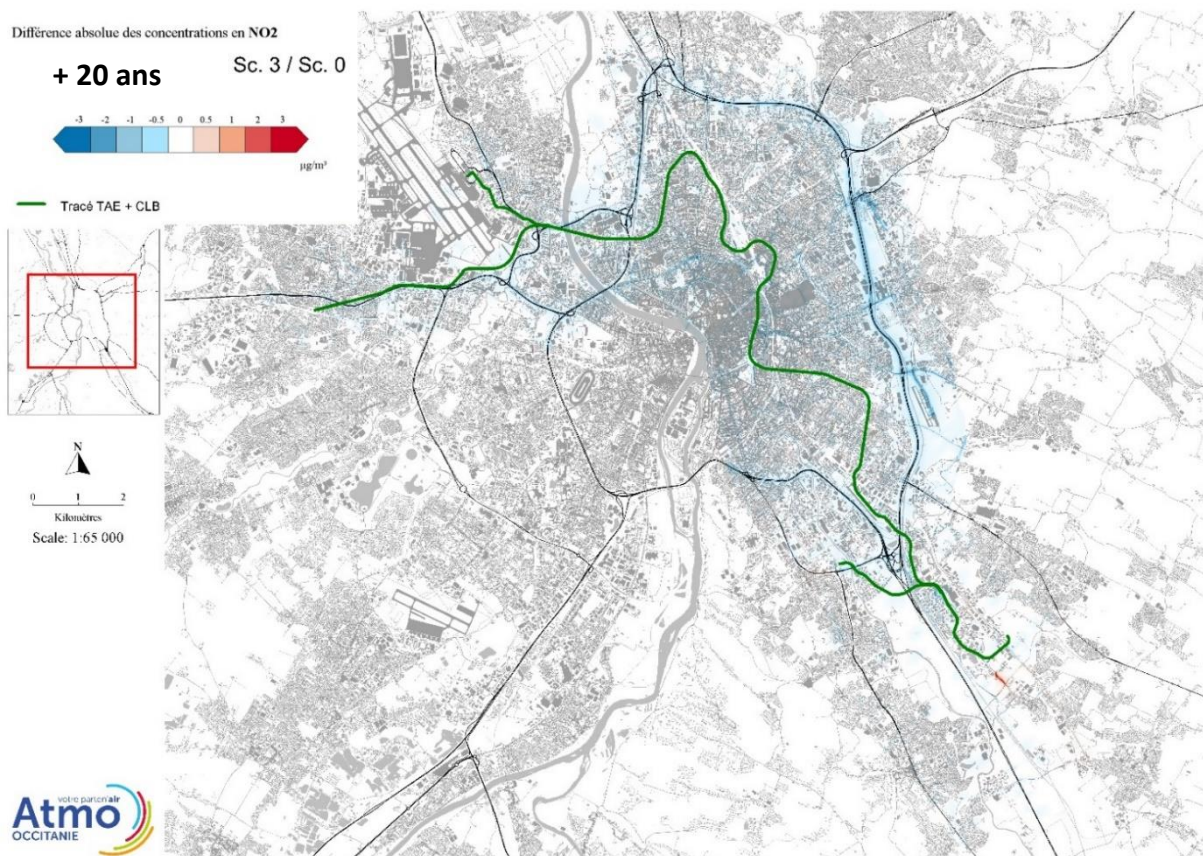 Différence absolue des concentrations en NO2
+ 20 ans
Sc. 3 / Sc. 0
-3 -2 -1 -0.5 0 0.5 1 2 3
µg/m³
Tracé TAE + CLB
N
0 1 2
Kilomètres
Scale: 1:65 000
votre parten'air
Atmo
OCCITANIE